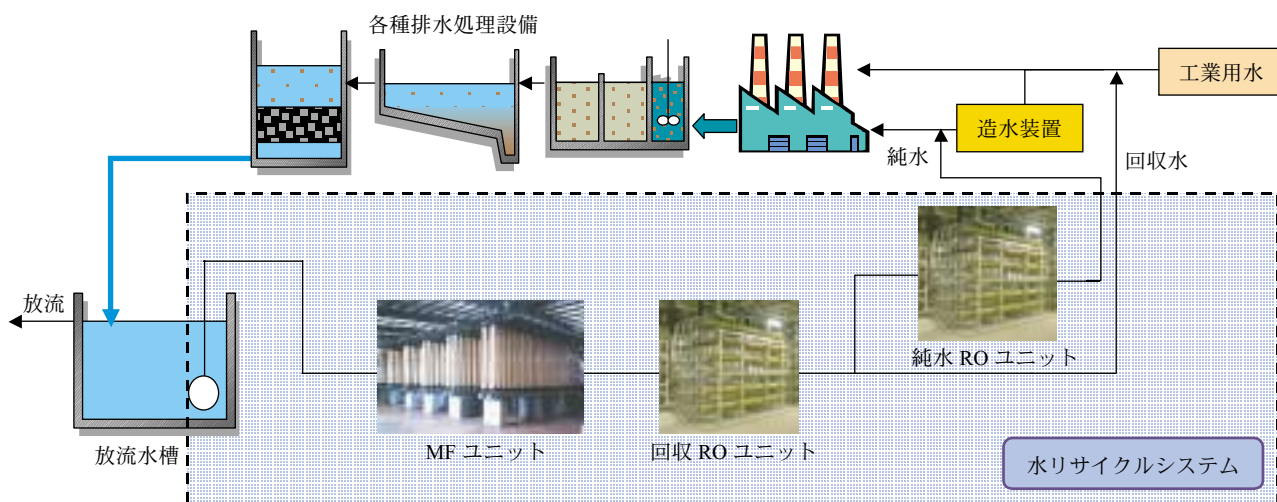 各種排水処理設備
工業用水
造水装置
純水
回収水
放流
純水 RO ユニット
MF ユニット
回収 RO ユニット
放流水槽
水リサイクルシステム